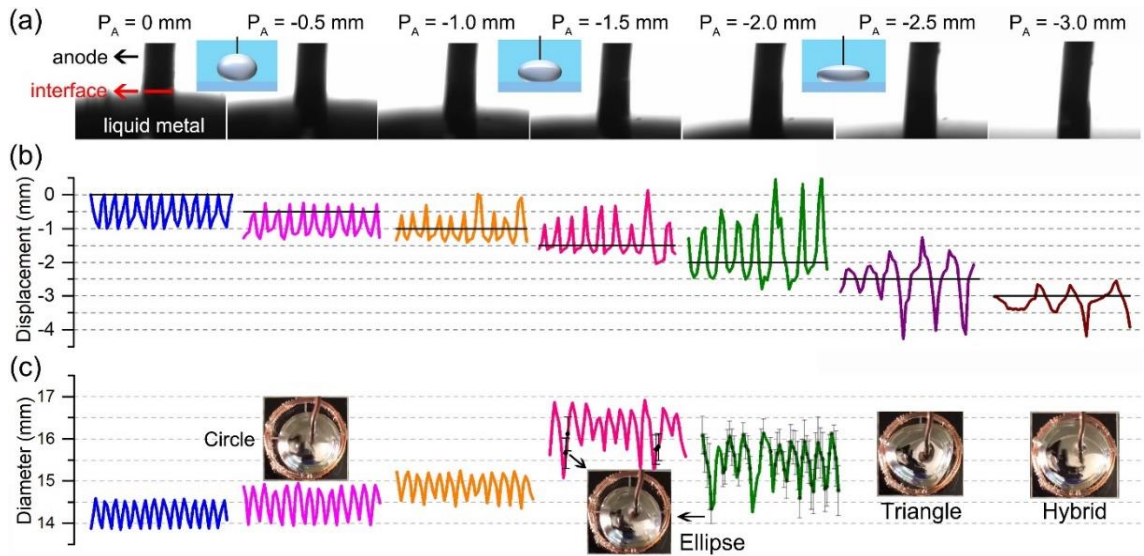 (a) P_A = 0 mm P_A = -0.5 mm P_A = -1.0 mm P_A = -1.5 mm P_A = -2.0 mm P_A = -2.5 mm P_A = -3.0 mm
anode
interface
liquid metal
(b)
Displacement (mm)
0
-1
-2
-3
-4
(c)
Diameter (mm)
17
16
15
14
Circle
Ellipse
Triangle
Hybrid